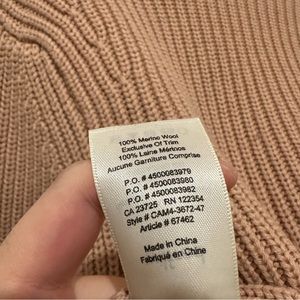 100% Merino Wool
Exclusive Of Trim
100% Laine Mérinos
Aucune Garniture Comprise
P.O. # 4500083979
P.O. # 4500083980
P.O. # 4500083982
CA 23725 RN 122354
Style # CAM4-3672-47
Article # 67462
Made in China
Fabriqué en Chine